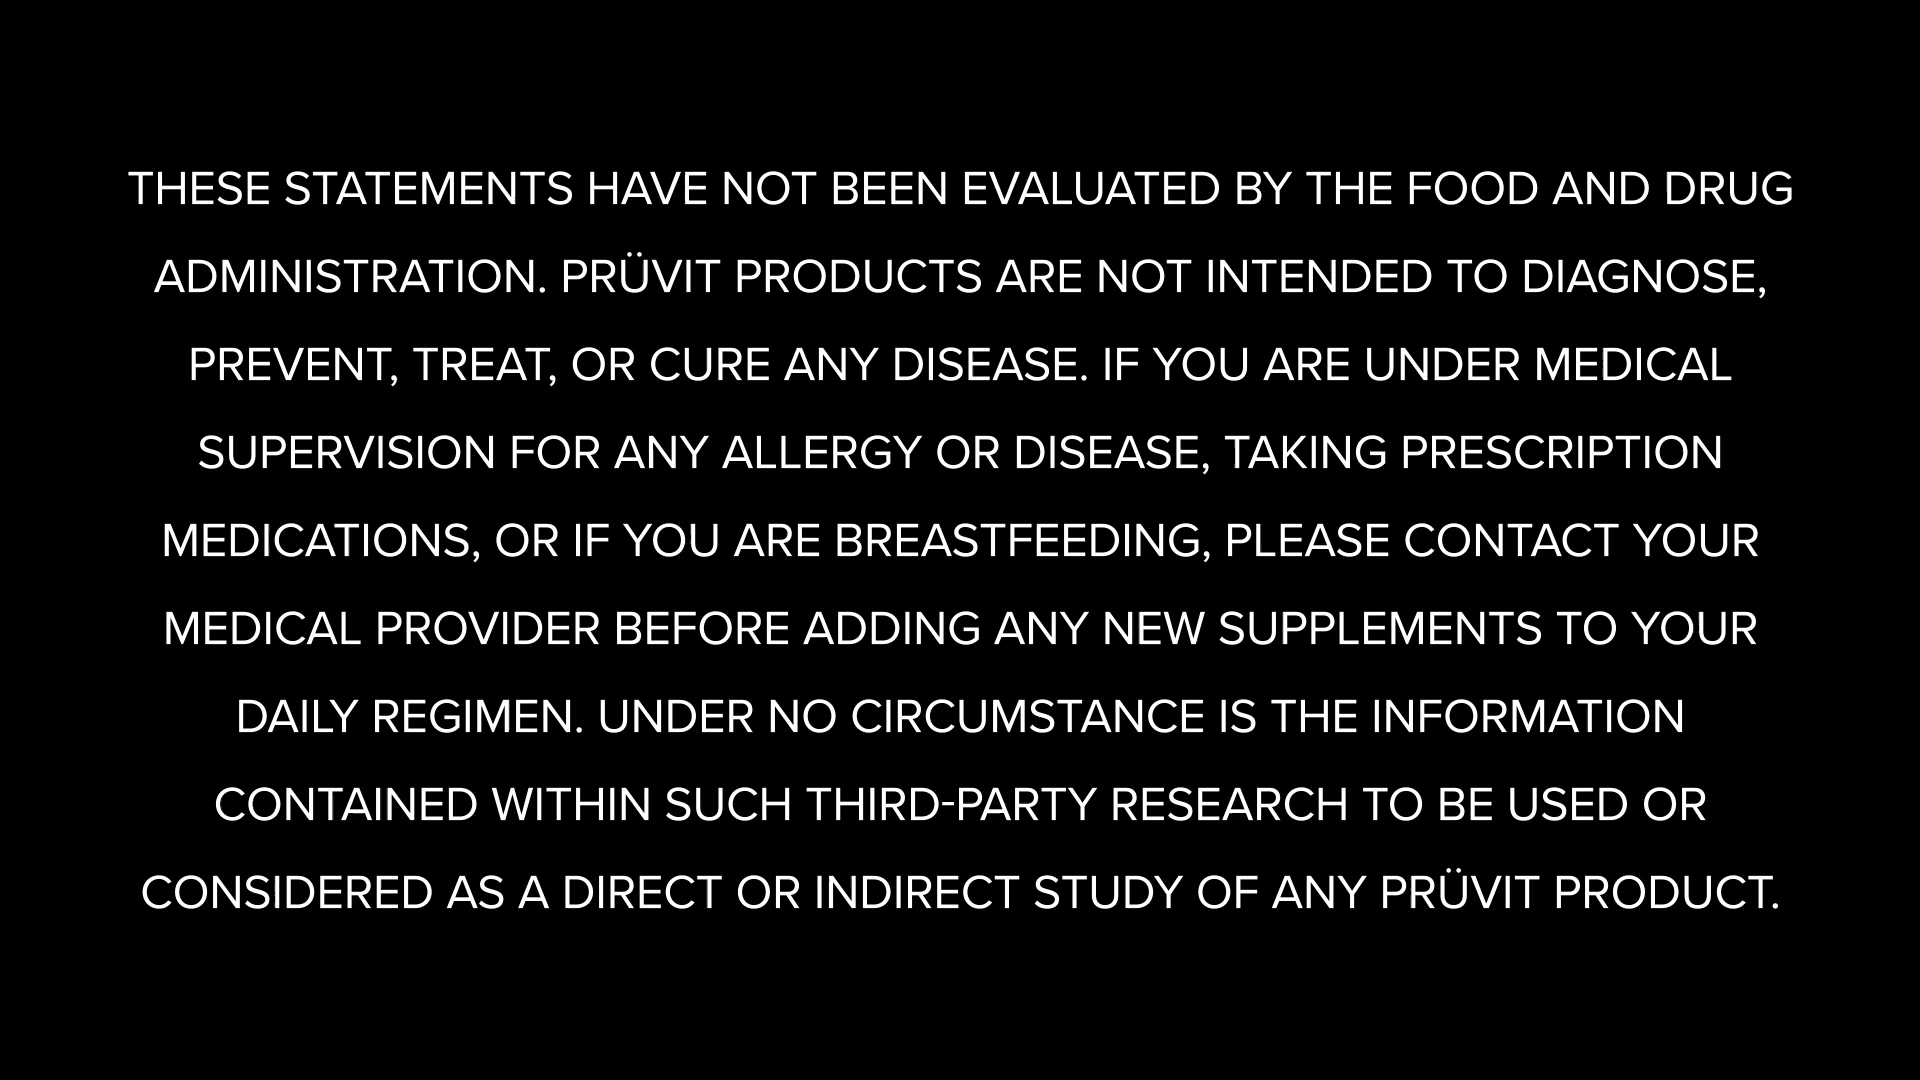 THESE STATEMENTS HAVE NOT BEEN EVALUATED BY THE FOOD AND DRUG
ADMINISTRATION. PRÜVIT PRODUCTS ARE NOT INTENDED TO DIAGNOSE,
PREVENT, TREAT, OR CURE ANY DISEASE. IF YOU ARE UNDER MEDICAL
SUPERVISION FOR ANY ALLERGY OR DISEASE, TAKING PRESCRIPTION
MEDICATIONS, OR IF YOU ARE BREASTFEEDING, PLEASE CONTACT YOUR
MEDICAL PROVIDER BEFORE ADDING ANY NEW SUPPLEMENTS TO YOUR
DAILY REGIMEN. UNDER NO CIRCUMSTANCE IS THE INFORMATION
CONTAINED WITHIN SUCH THIRD-PARTY RESEARCH TO BE USED OR
CONSIDERED AS A DIRECT OR INDIRECT STUDY OF ANY PRÜVIT PRODUCT.